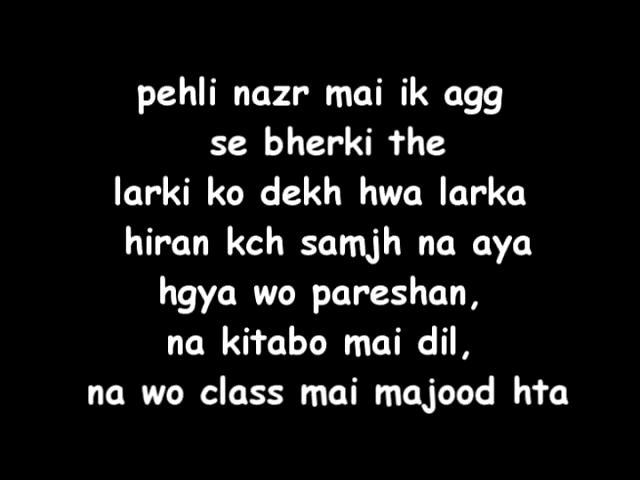 pehli nazr mai ik agg
se bherki the
larki ko dekh hwa larka
hiran kch samjh na aya
hgya wo pareshan,
na kitabo mai dil,
na wo class mai majood hta